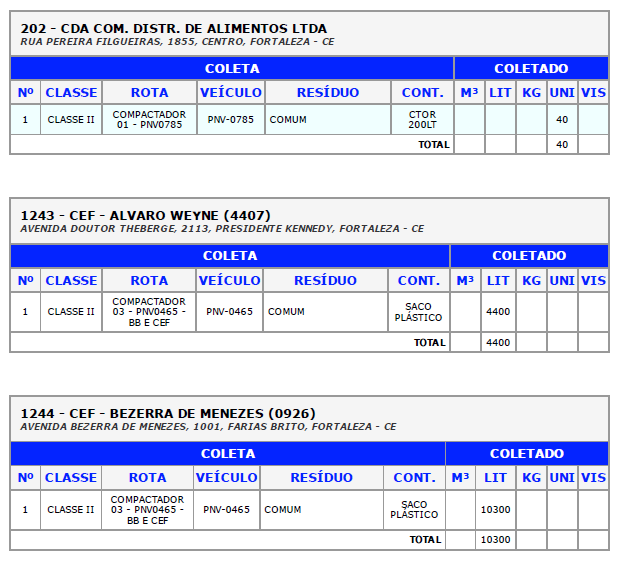 202 - CDA COM. DISTR. DE ALIMENTOS LTDA
RUA PEREIRA FILGUEIRAS, 1855, CENTRO, FORTALEZA - CE
COLETA COLETADO
Nº CLASSE ROTA VEÍCULO RESÍDUO CONT. M³ LIT KG UNI VIS
1 CLASSE II COMPACTADOR 01 - PNV0785 PNV-0785 COMUM CTOR 200LT 40
TOTAL 40
1243 - CEF - ALVARO WEYNE (4407)
AVENIDA DOUTOR THEBERGE, 2113, PRESIDENTE KENNEDY, FORTALEZA - CE
COLETA COLETADO
Nº CLASSE ROTA VEÍCULO RESÍDUO CONT. M³ LIT KG UNI VIS
1 CLASSE II COMPACTADOR 03 - PNV0465 - BB E CEF PNV-0465 COMUM SACO PLÁSTICO 4400
TOTAL 4400
1244 - CEF - BEZERRA DE MENEZES (0926)
AVENIDA BEZERRA DE MENEZES, 1001, FARIAS BRITO, FORTALEZA - CE
COLETA COLETADO
Nº CLASSE ROTA VEÍCULO RESÍDUO CONT. M³ LIT KG UNI VIS
1 CLASSE II COMPACTADOR 03 - PNV0465 - BB E CEF PNV-0465 COMUM SACO PLÁSTICO 10300
TOTAL 10300